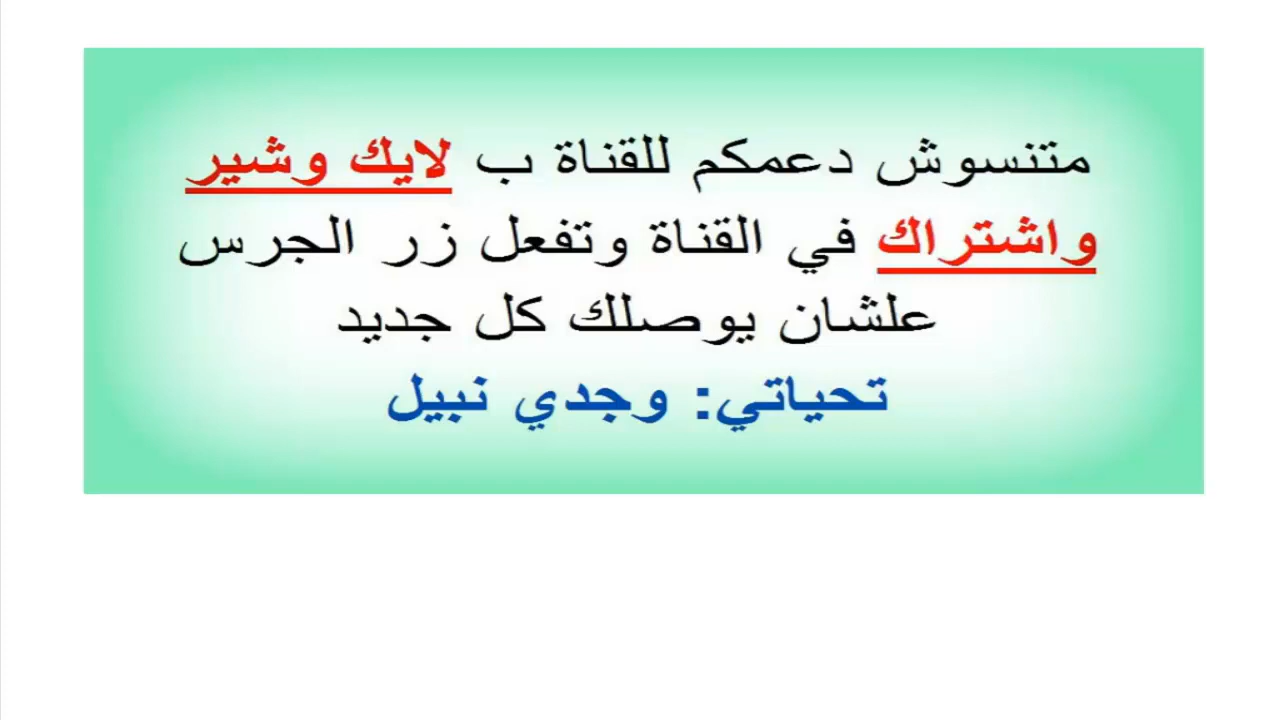 متنسوش دعمكم للقناة ب لايك وشير
واشتراك في القناة وتفعل زر الجرس
علشان يوصلك كل جديد
تحياتي: وجدي نبيل